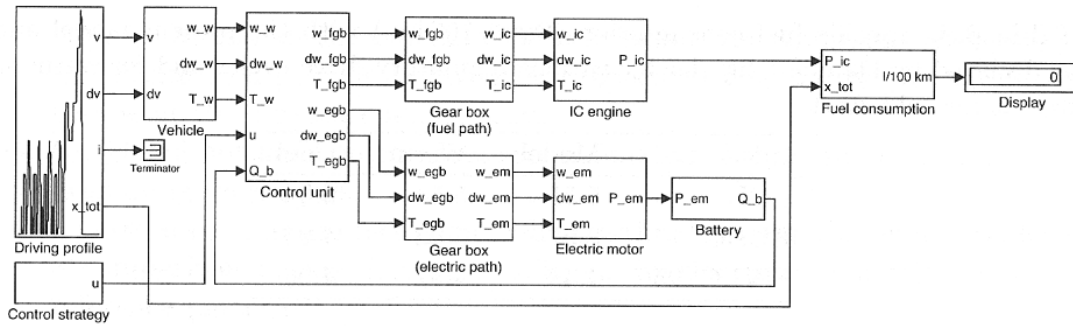 v
dv
i
x_tot
Driving profile
u
Control strategy
v
dv
w_w
dw_w
T_w
Vehicle
Terminator
w_w
dw_w
T_w
u
Q_b
w_fgb
dw_fgb
T_fgb
w_egb
dw_egb
T_egb
Control unit
w_fgb
dw_fgb
T_fgb
w_ic
dw_ic
T_ic
Gear box
(fuel path)
w_ic
dw_ic
T_ic
P_ic
IC engine
w_egb
dw_egb
T_egb
w_em
dw_em
T_em
Gear box
(electric path)
w_em
dw_em
T_em
P_em
Electric motor
P_em
Q_b
Battery
P_ic
x_tot
l/100 km
Fuel consumption
0
Display